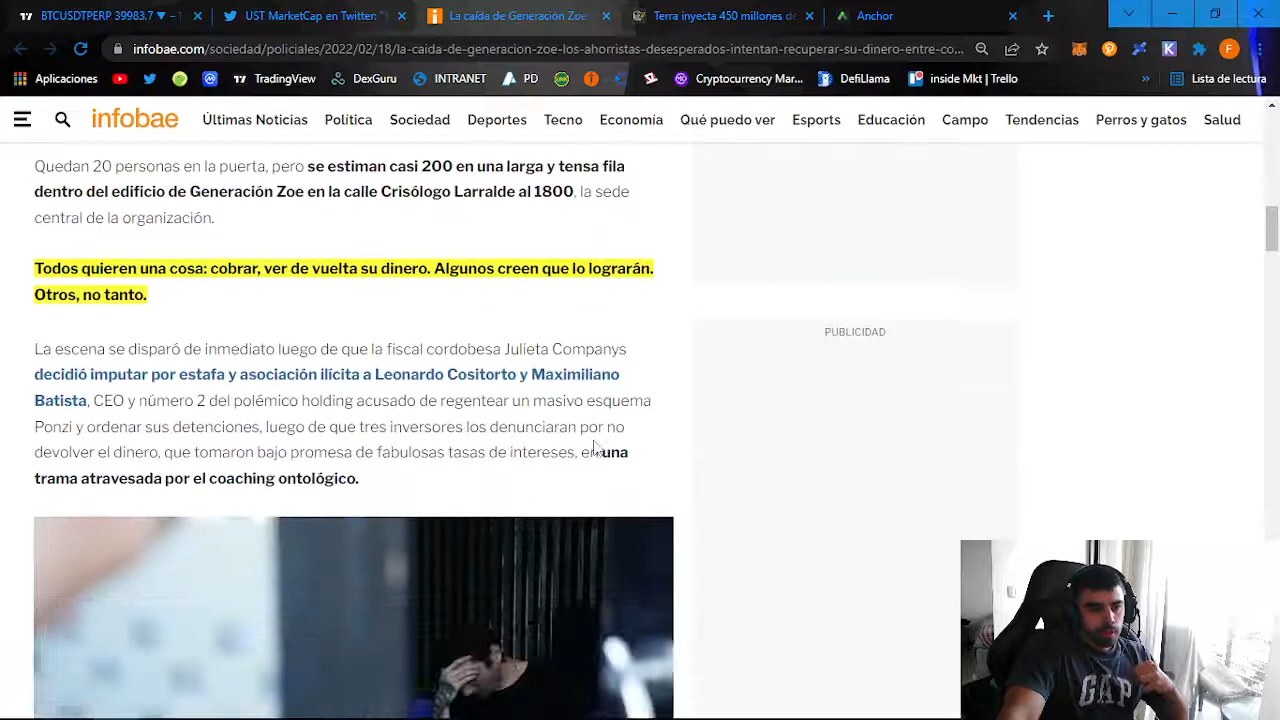 BTCUSDTPERP 39983.7 ▼ −
UST MarketCap en Twitter: "
La caída de Generación Zoe:
Terra inyecta 450 millones de
Anchor
infobae.com/sociedad/policiales/2022/02/18/la-caida-de-generacion-zoe-los-ahorristas-desesperados-intentan-recuperar-su-dinero-entre-co...
Aplicaciones TradingView DexGuru INTRANET PD Cryptocurrency Mar... DefiLlama inside Mkt | Trello » Lista de lectura
infobae Últimas Noticias Política Sociedad Deportes Tecno Economía Qué puedo ver Esports Educación Campo Tendencias Perros y gatos Salud
Quedan 20 personas en la puerta, pero se estiman casi 200 en una larga y tensa fila
dentro del edificio de Generación Zoe en la calle Crisólogo Larralde al 1800, la sede
central de la organización.
Todos quieren una cosa: cobrar, ver de vuelta su dinero. Algunos creen que lo lograrán.
Otros, no tanto.
La escena se disparó de inmediato luego de que la fiscal cordobesa Julieta Companys
decidió imputar por estafa y asociación ilícita a Leonardo Cositorto y Maximiliano
Batista, CEO y número 2 del polémico holding acusado de regentear un masivo esquema
Ponzi y ordenar sus detenciones, luego de que tres inversores los denunciaran por no
devolver el dinero, que tomaron bajo promesa de fabulosas tasas de intereses, en una
trama atravesada por el coaching ontológico.
PUBLICIDAD
GAP